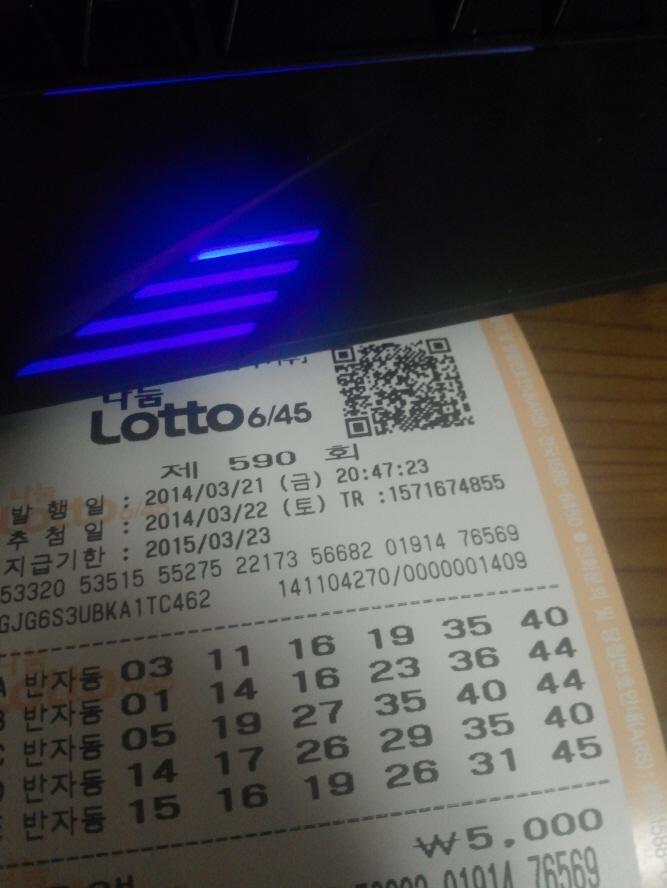 나눔
Lotto 6/45
제 590 회
발 행 일 : 2014/03/21 (금) 20:47:23
추 첨 일 : 2014/03/22 (토) TR :1571674855
지급기한 : 2015/03/23
53320 53515 55275 22173 56682 01914 76569
GJG6S3UBKA1TC462 141104270/0000001409
A 반자동 03 11 16 19 35 40
B 반자동 01 14 16 23 36 44
C 반자동 05 19 27 35 40 44
D 반자동 14 17 26 29 35 40
E 반자동 15 16 19 26 31 45
₩5,000
01914 76569